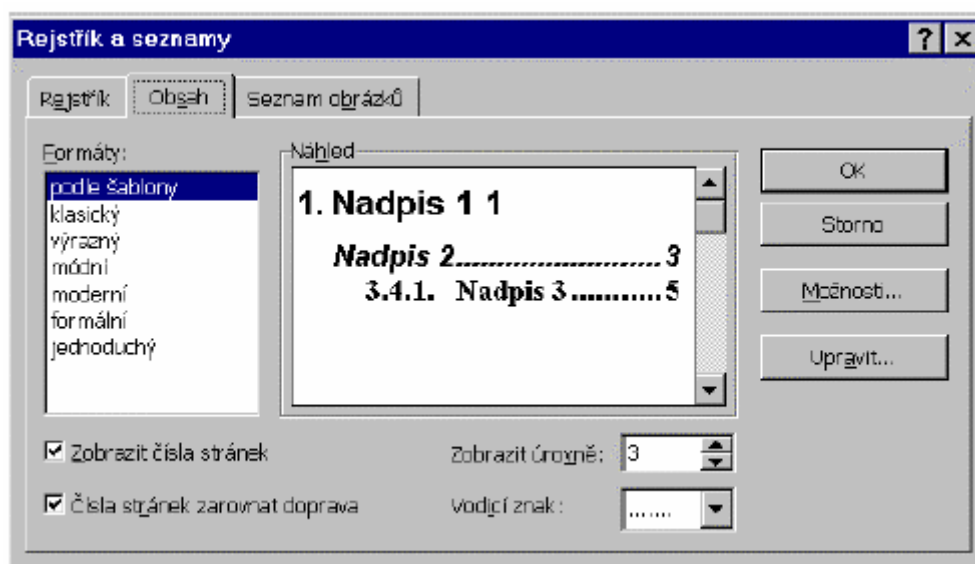 Rejstřík a seznamy
Rejstřík Obsah Seznam obrázků
Formáty:
podle šablony
klasický
výrazný
módní
moderní
formální
jednoduchý
Náhled
1. Nadpis 1 1
Nadpis 2..........................3
3.4.1. Nadpis 3...........5
OK
Storno
Možnosti...
Upravit...
Zobrazit čísla stránek
Zobrazit úrovně: 3
Čísla stránek zarovnat doprava
Vodicí znak: .......